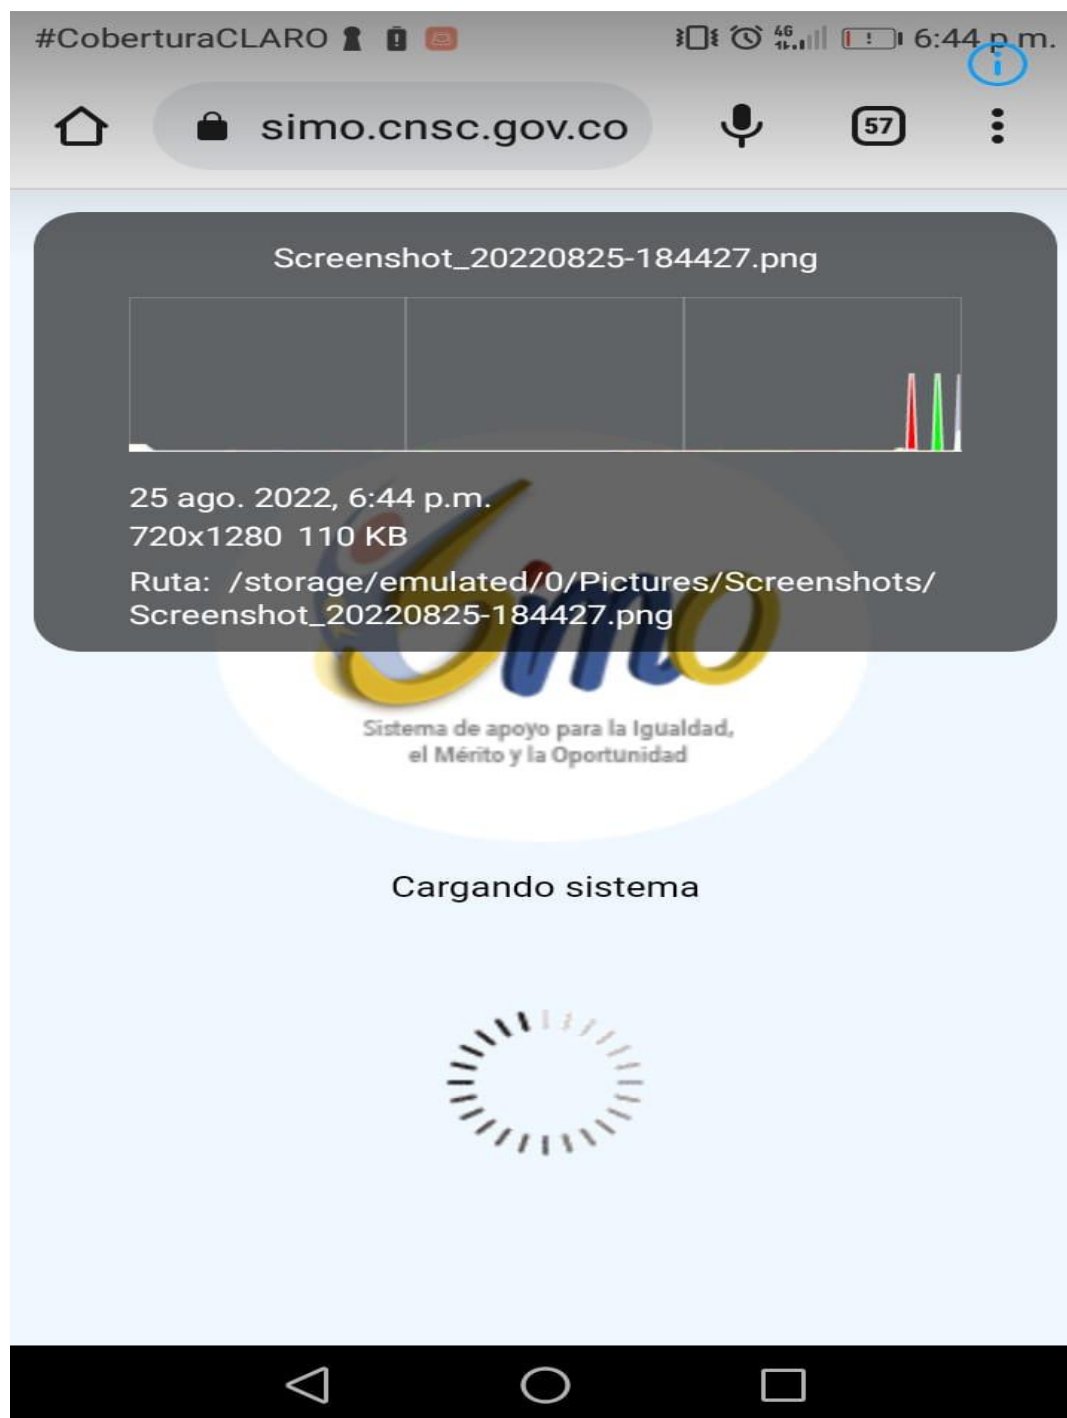 #CoberturaCLARO
4G
6:44 p.m.
simo.cnsc.gov.co
57
Screenshot_20220825-184427.png
25 ago. 2022, 6:44 p.m.
720x1280 110 KB
Ruta: /storage/emulated/0/Pictures/Screenshots/
Screenshot_20220825-184427.png
Simo
Sistema de apoyo para la Igualdad,
el Mérito y la Oportunidad
Cargando sistema